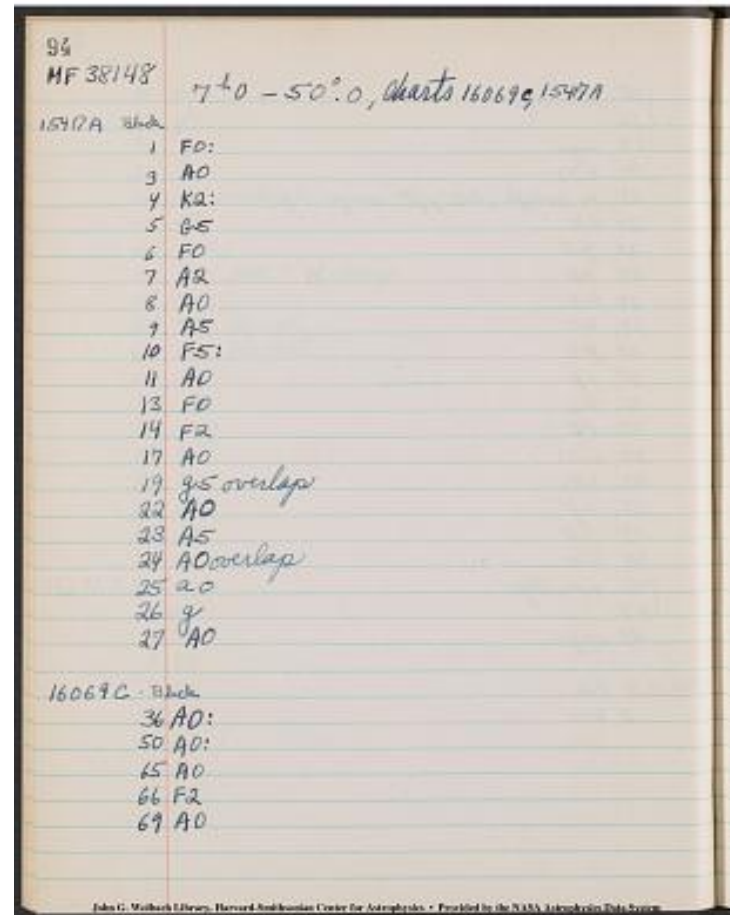 94
MF 38148
7h0 - 50°.0, Charts 16069C, 1547A
1547A Black
1 F0:
3 A0
4 K2:
5 G5
6 F0
7 A2
8 A0
9 A5
10 F5:
11 A0
13 F0
14 F2
17 A0
19 g5 overlap
22 A0
23 A5
24 A0 overlap
25 a0
26 g
27 A0
16069C Black
36 A0:
50 A0:
65 A0
66 F2
69 A0
John G. Wolbach Library, Harvard-Smithsonian Center for Astrophysics • Provided by the NASA Astrophysics Data System